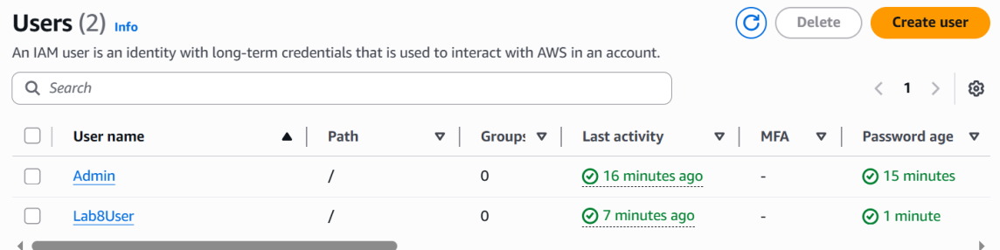 Users (2) Info Delete Create user
An IAM user is an identity with long-term credentials that is used to interact with AWS in an account.
Search 1
User name Path Groups Last activity MFA Password age
Admin / 0 16 minutes ago - 15 minutes
Lab8User / 0 7 minutes ago - 1 minute